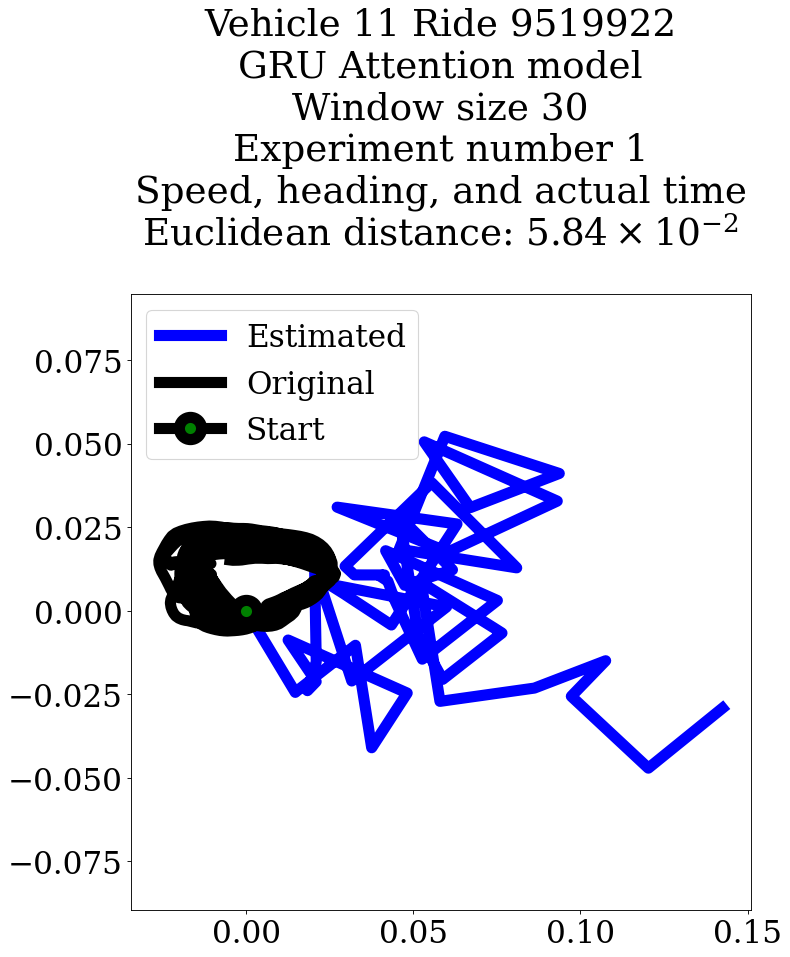 Vehicle 11 Ride 9519922
GRU Attention model
Window size 30
Experiment number 1
Speed, heading, and actual time
Euclidean distance: 5.84 × 10⁻²
Estimated
Original
Start
0.075
0.050
0.025
0.000
−0.025
−0.050
−0.075
0.00 0.05 0.10 0.15